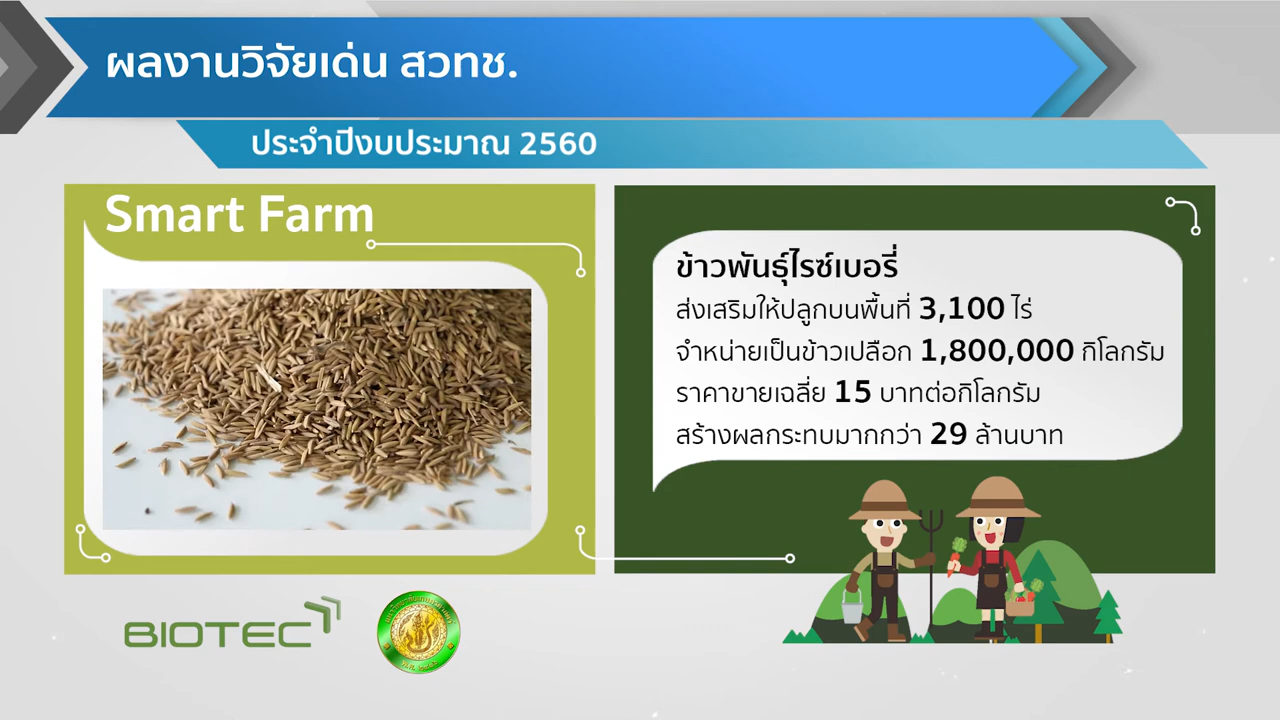 ผลงานวิจัยเด่น สวทช.
ประจำปีงบประมาณ 2560
Smart Farm
ข้าวพันธุ์ไรซ์เบอรี่
ส่งเสริมให้ปลูกบนพื้นที่ 3,100 ไร่
จำหน่ายเป็นข้าวเปลือก 1,800,000 กิโลกรัม
ราคาขายเฉลี่ย 15 บาทต่อกิโลกรัม
สร้างผลกระทบมากกว่า 29 ล้านบาท
BIOTEC